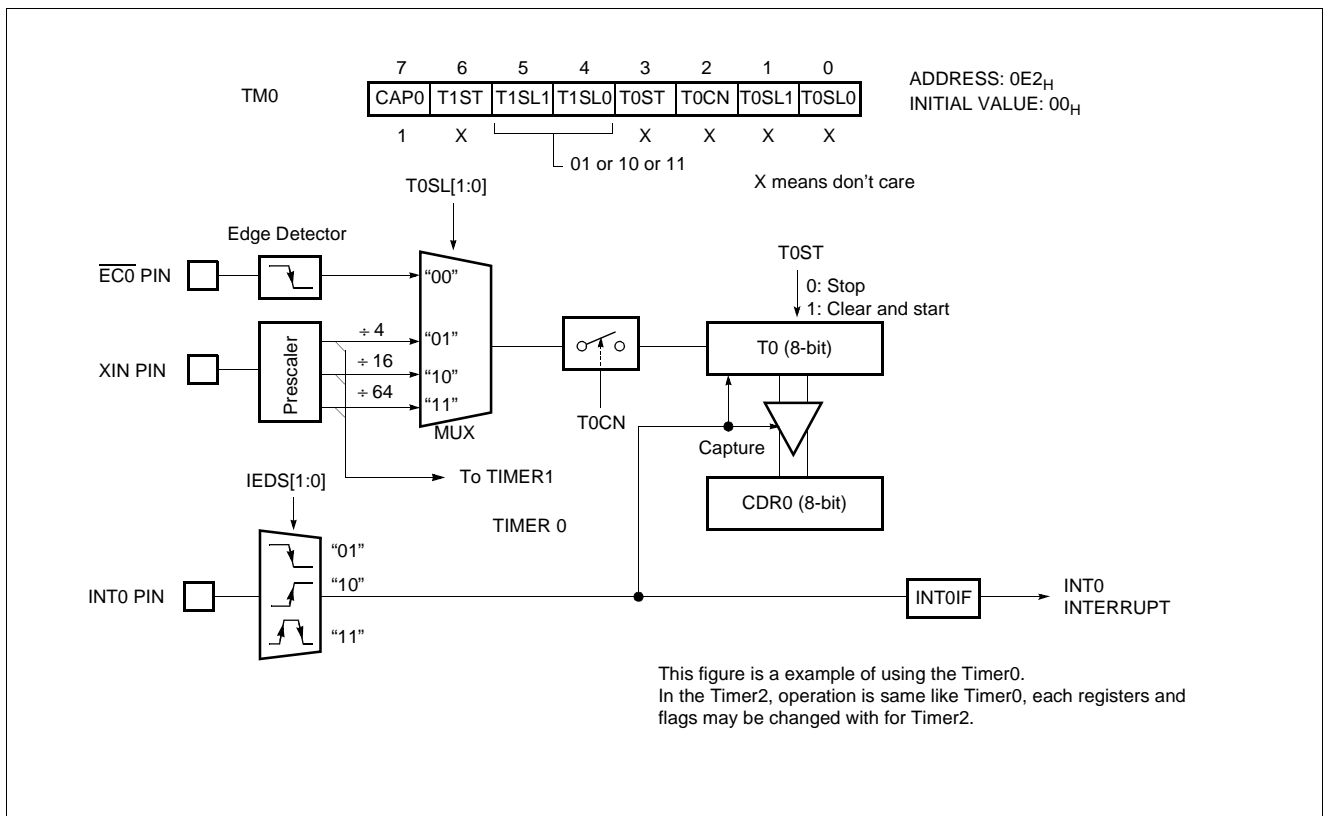 7 6 5 4 3 2 1 0
TM0 CAP0 T1ST T1SL1 T1SL0 T0ST T0CN T0SL1 T0SL0
ADDRESS: 0E2H
INITIAL VALUE: 00H
1 X X X X X
01 or 10 or 11
X means don't care
T0SL[1:0]
Edge Detector
EC0 PIN
“00”
T0ST
0: Stop
1: Clear and start
XIN PIN
Prescaler
÷ 4
“01”
÷ 16
“10”
÷ 64
“11”
MUX
T0CN
T0 (8-bit)
Capture
CDR0 (8-bit)
To TIMER1
TIMER 0
IEDS[1:0]
INT0 PIN
“01”
“10”
“11”
INT0IF
INT0
INTERRUPT
This figure is a example of using the Timer0.
In the Timer2, operation is same like Timer0, each registers and
flags may be changed with for Timer2.